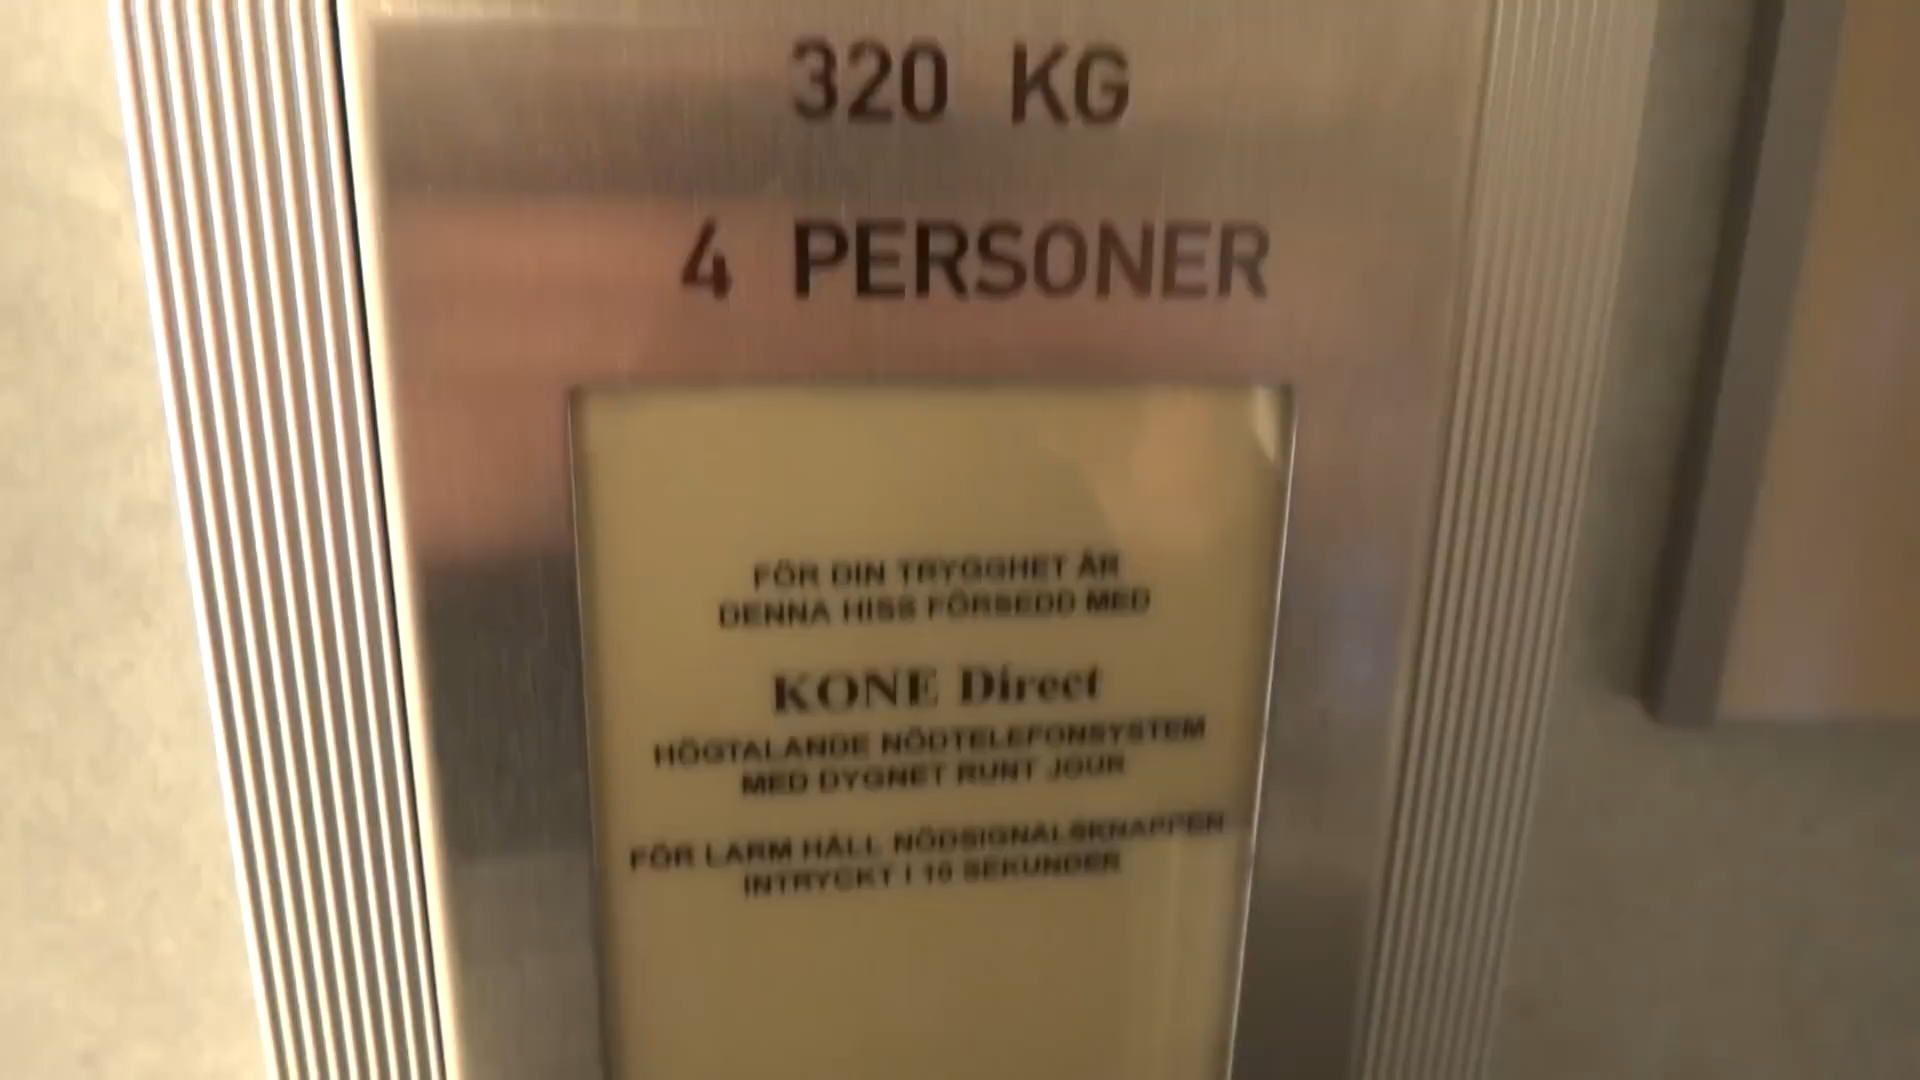 320 KG
4 PERSONER
FÖR DIN TRYGGHET ÄR
DENNA HISS FÖRSEDD MED
KONE Direct
HÖGTALANDE NÖDTELEFONSYSTEM
MED DYGNET RUNT JOUR
FÖR LARM HÅLL NÖDSIGNALSKNAPPEN
INTRYCKT I 10 SEKUNDER